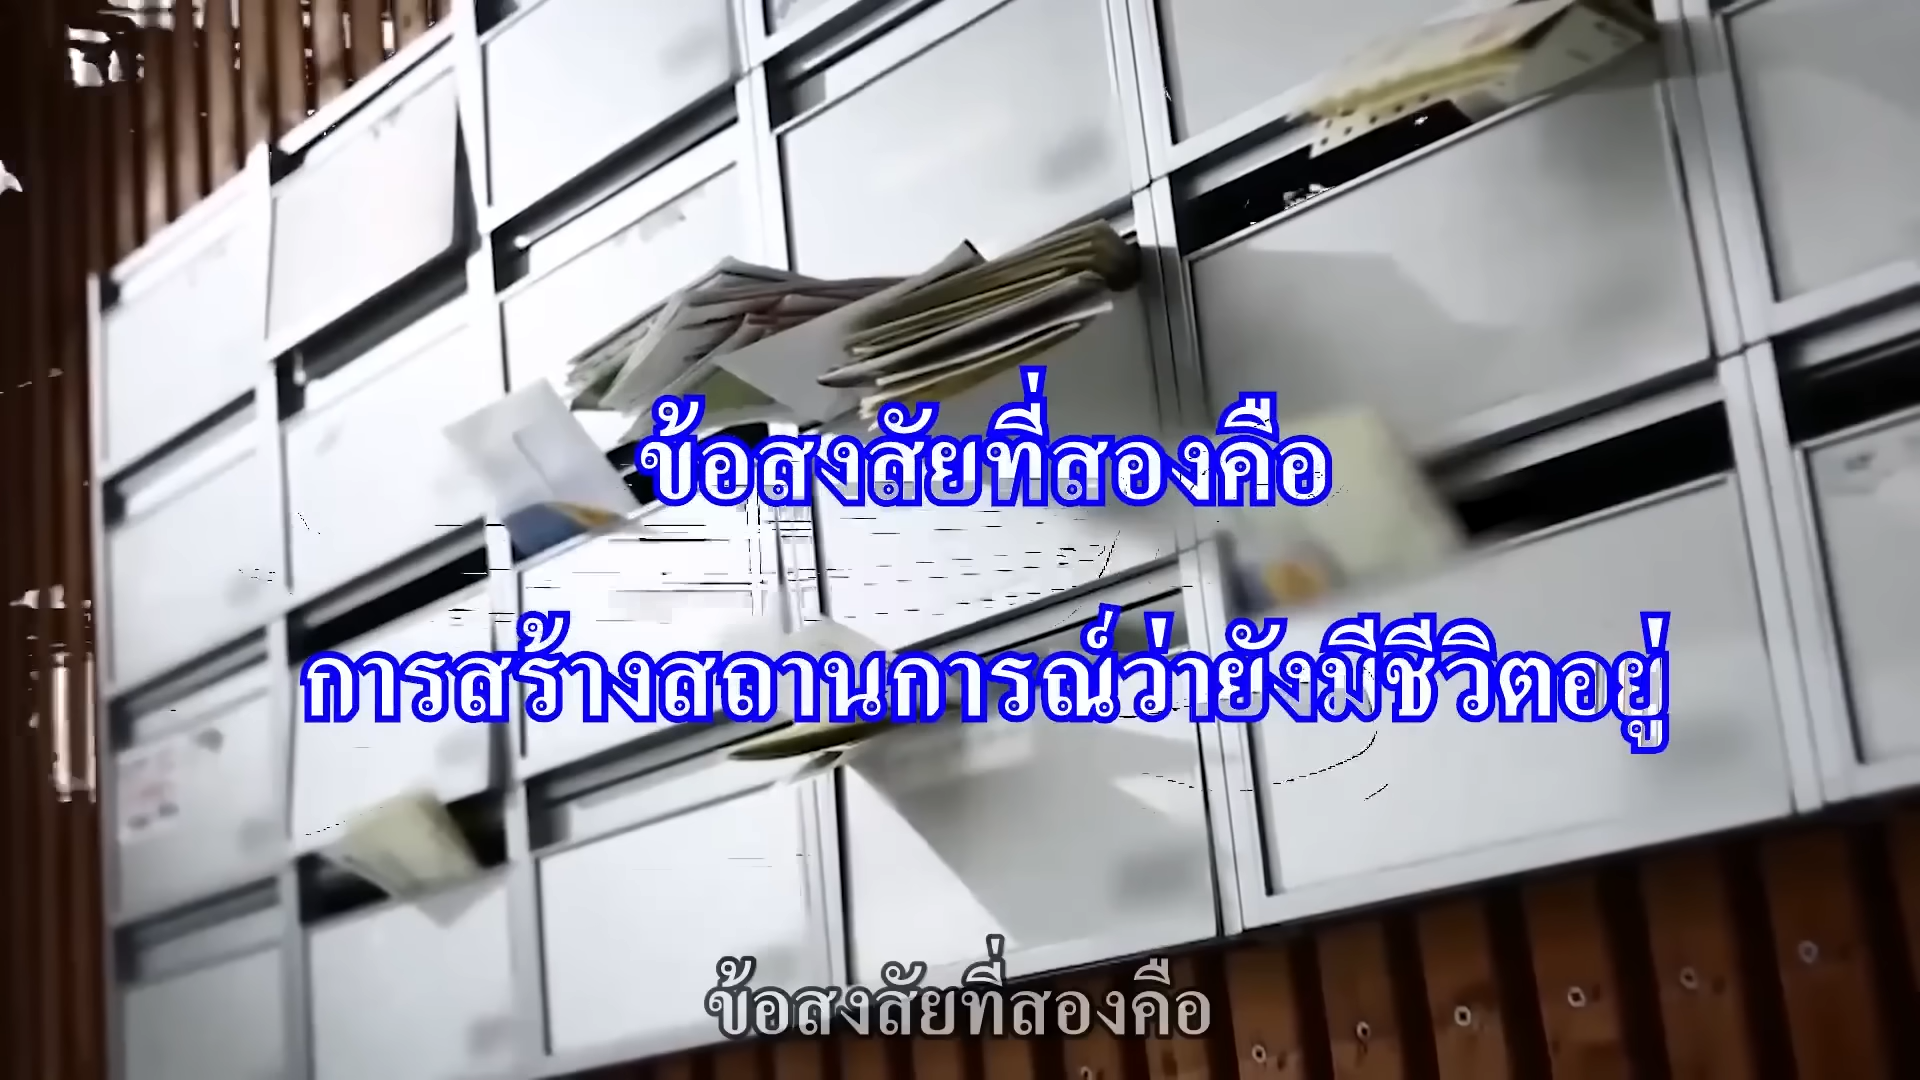 ข้อสงสัยที่สองคือ
การสร้างสถานการณ์ว่ายังมีชีวิตอยู่
ข้อสงสัยที่สองคือ